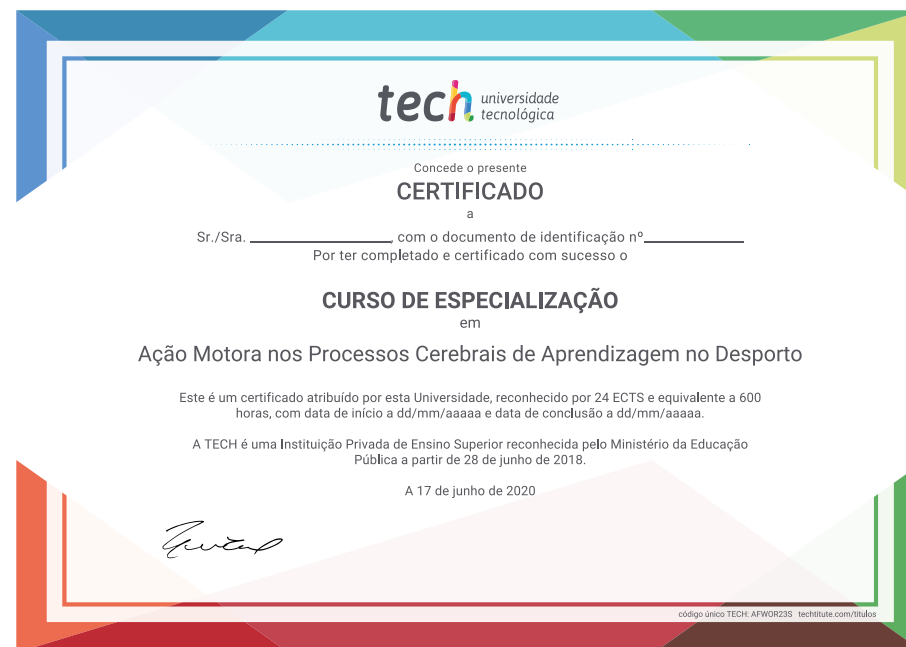 tech universidade
tecnológica
Concede o presente
CERTIFICADO
a
Sr./Sra. ____________, com o documento de identificação nº____________
Por ter completado e certificado com sucesso o
CURSO DE ESPECIALIZAÇÃO
em
Ação Motora nos Processos Cerebrais de Aprendizagem no Desporto
Este é um certificado atribuído por esta Universidade, reconhecido por 24 ECTS e equivalente a 600
horas, com data de início a dd/mm/aaaaa e data de conclusão a dd/mm/aaaaa.
A TECH é uma Instituição Privada de Ensino Superior reconhecida pelo Ministério da Educação
Pública a partir de 28 de junho de 2018.
A 17 de junho de 2020
código único TECH: AFWOR23S techtitute.com/titulos